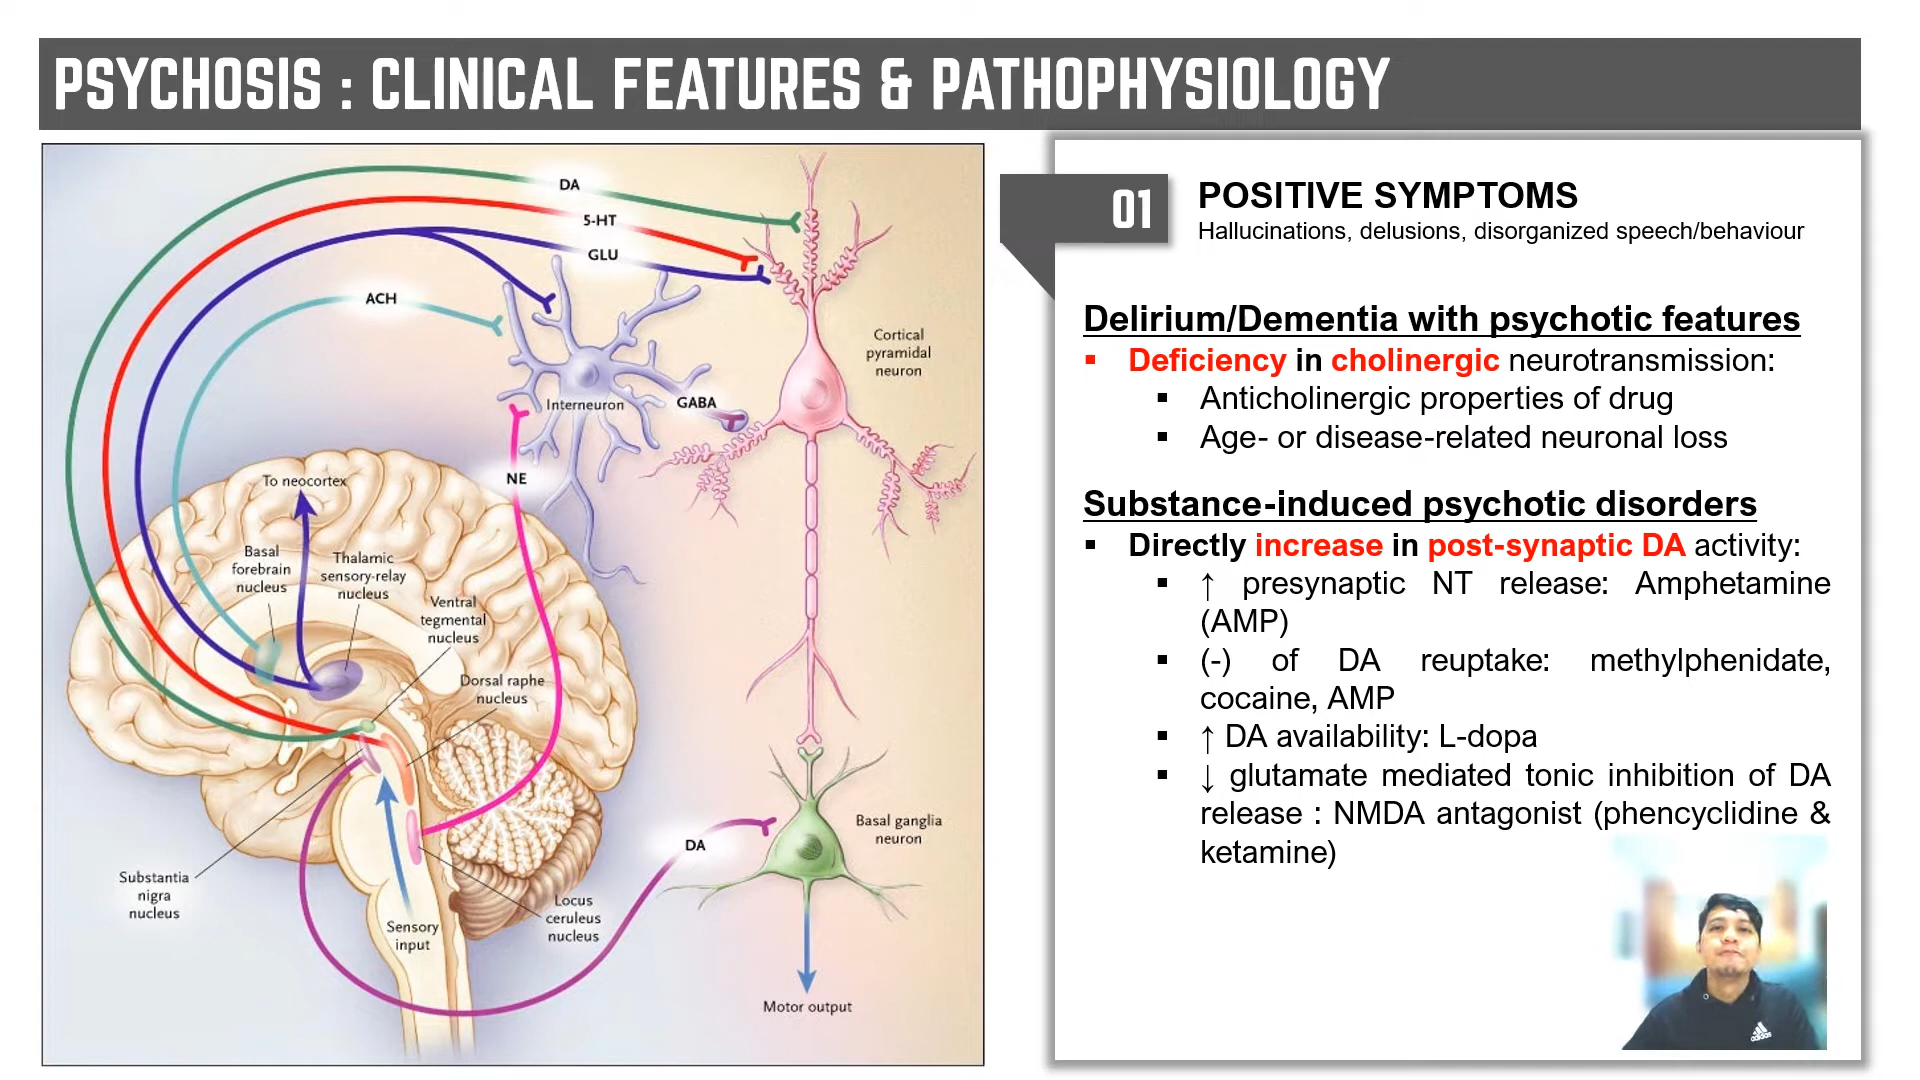 PSYCHOSIS : CLINICAL FEATURES & PATHOPHYSIOLOGY
DA
5-HT
GLU
ACH
Cortical
pyramidal
neuron
Interneuron
GABA
NE
To neocortex
Basal
forebrain
nucleus
Thalamic
sensory-relay
nucleus
Ventral
tegmental
nucleus
Dorsal raphe
nucleus
Substantia
nigra
nucleus
Sensory
input
Locus
ceruleus
nucleus
DA
Basal ganglia
neuron
Motor output
01
POSITIVE SYMPTOMS
Hallucinations, delusions, disorganized speech/behaviour
Delirium/Dementia with psychotic features
▪ Deficiency in cholinergic neurotransmission:
▪ Anticholinergic properties of drug
▪ Age- or disease-related neuronal loss
Substance-induced psychotic disorders
▪ Directly increase in post-synaptic DA activity:
▪ ↑ presynaptic NT release: Amphetamine
(AMP)
▪ (-) of DA reuptake: methylphenidate,
cocaine, AMP
▪ ↑ DA availability: L-dopa
▪ ↓ glutamate mediated tonic inhibition of DA
release : NMDA antagonist (phencyclidine &
ketamine)
adidas